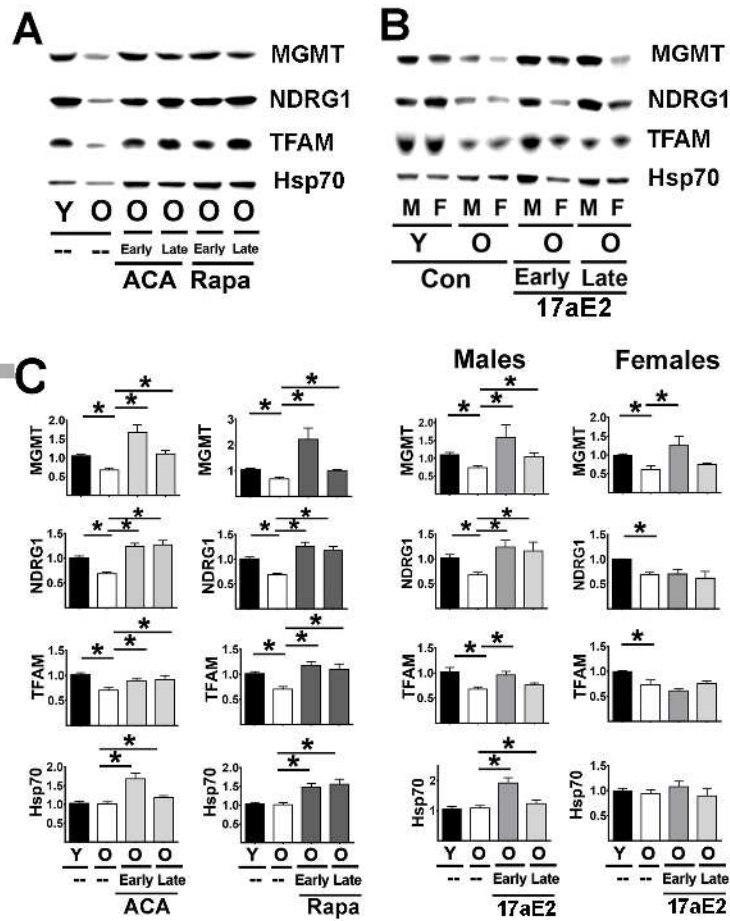 A
MGMT
NDRG1
TFAM
Hsp70
Y O O O O O
-- -- Early Late Early Late
ACA Rapa
B
MGMT
NDRG1
TFAM
Hsp70
M F M F M F M F
Y O O O
Con Early Late
17aE2
C
Males Females
* * * * * * * * * * *
MGMT 2.0 1.5 1.0 0.5
MGMT 3 2 1
MGMT 2.0 1.5 1.0 0.5
MGMT 2.0 1.5 1.0 0.5
* * * * * * * * * *
NDRG1 1.5 1.0 0.5
NDRG1 1.5 1.0 0.5
NDRG1 1.5 1.0 0.5
NDRG1 1.5 1.0 0.5
* * * * * * * * *
TFAM 1.5 1.0 0.5
TFAM 1.5 1.0 0.5
TFAM 1.5 1.0 0.5
TFAM 1.5 1.0 0.5
* * * * * *
Hsp70 2.0 1.5 1.0 0.5
Hsp70 2.0 1.5 1.0 0.5
Hsp70 2 1
Hsp70 1.5 1.0 0.5
Y O O O Y O O O Y O O O Y O O O
-- -- Early Late -- -- Early Late -- -- Early Late -- -- Early Late
ACA Rapa 17aE2 17aE2